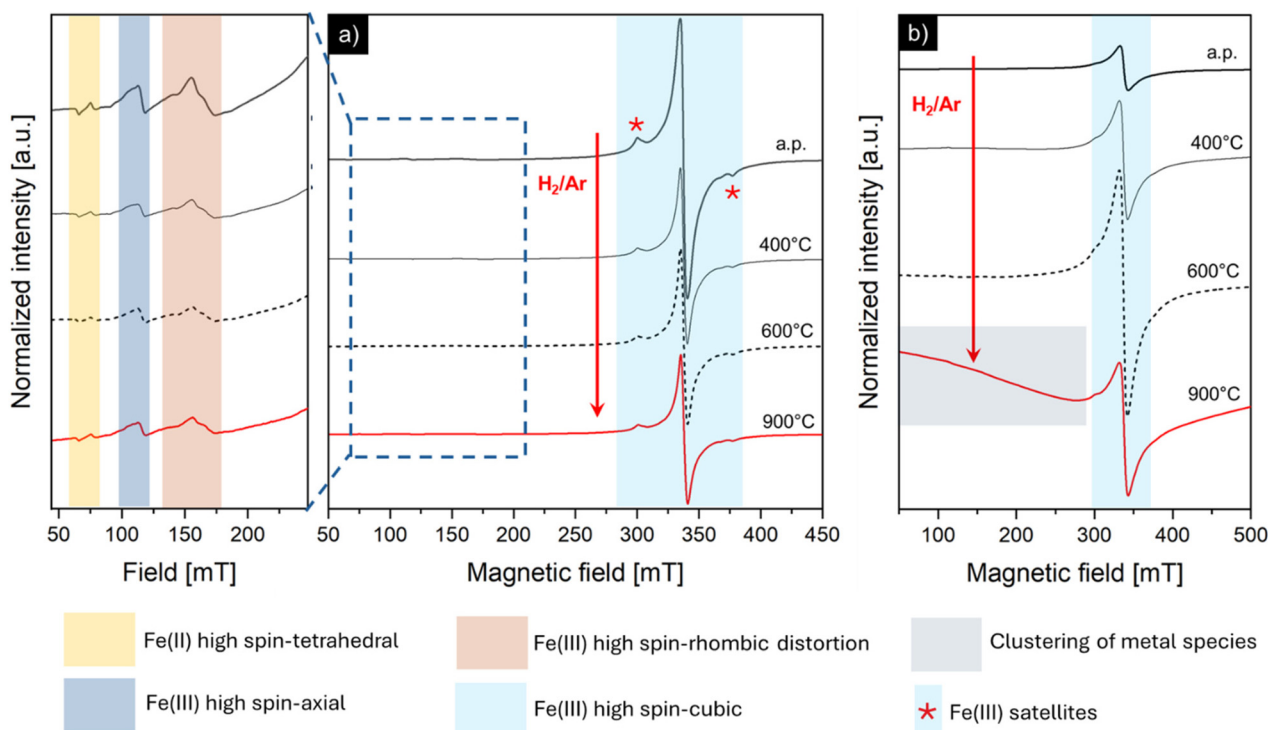 a)
b)
a.p.
H₂/Ar
400°C
600°C
900°C
*
*
a.p.
H₂/Ar
400°C
600°C
900°C
Normalized intensity [a.u.]
Normalized intensity [a.u.]
50 100 150 200
50 100 150 200 250 300 350 400 450
100 200 300 400 500
Field [mT]
Magnetic field [mT]
Magnetic field [mT]
Fe(II) high spin-tetrahedral
Fe(III) high spin-rhombic distortion
Clustering of metal species
Fe(III) high spin-axial
Fe(III) high spin-cubic
* Fe(III) satellites